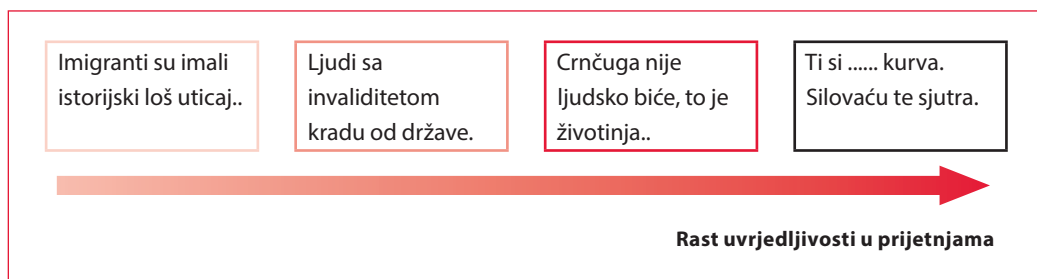 Imigranti su imali
istorijski loš uticaj..
Ljudi sa
invaliditetom
kradu od države.
Crnčuga nije
ljudsko biće, to je
životinja..
Ti si ...... kurva.
Silovaću te sjutra.
Rast uvrjedljivosti u prijetnjama